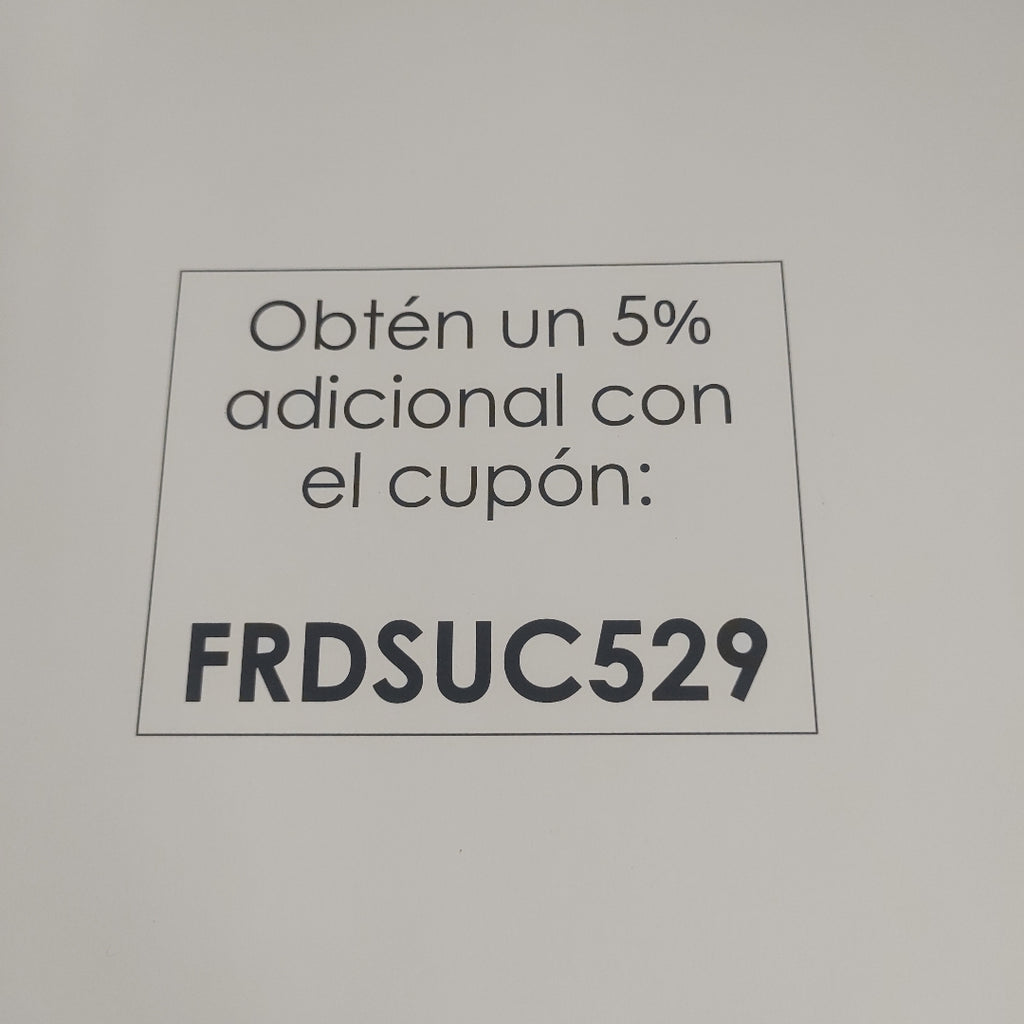 Obtén un 5%
adicional con
el cupón:
FRDSUC529